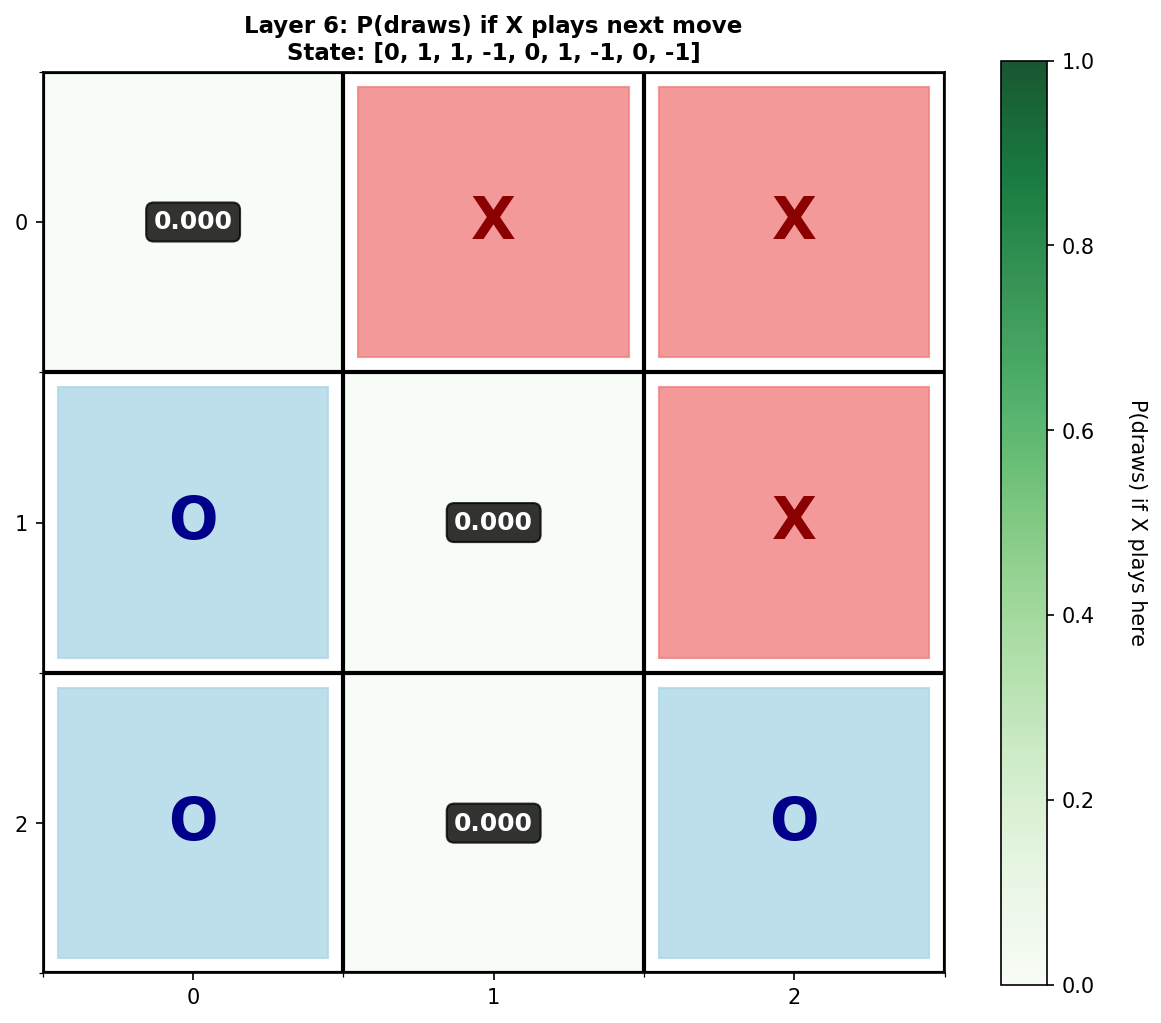 Layer 6: P(draws) if X plays next move
State: [0, 1, 1, -1, 0, 1, -1, 0, -1]
0.000
X
X
O
0.000
X
O
0.000
O
0
1
2
0
1
2
1.0
0.8
0.6
0.4
0.2
0.0
P(draws) if X plays here